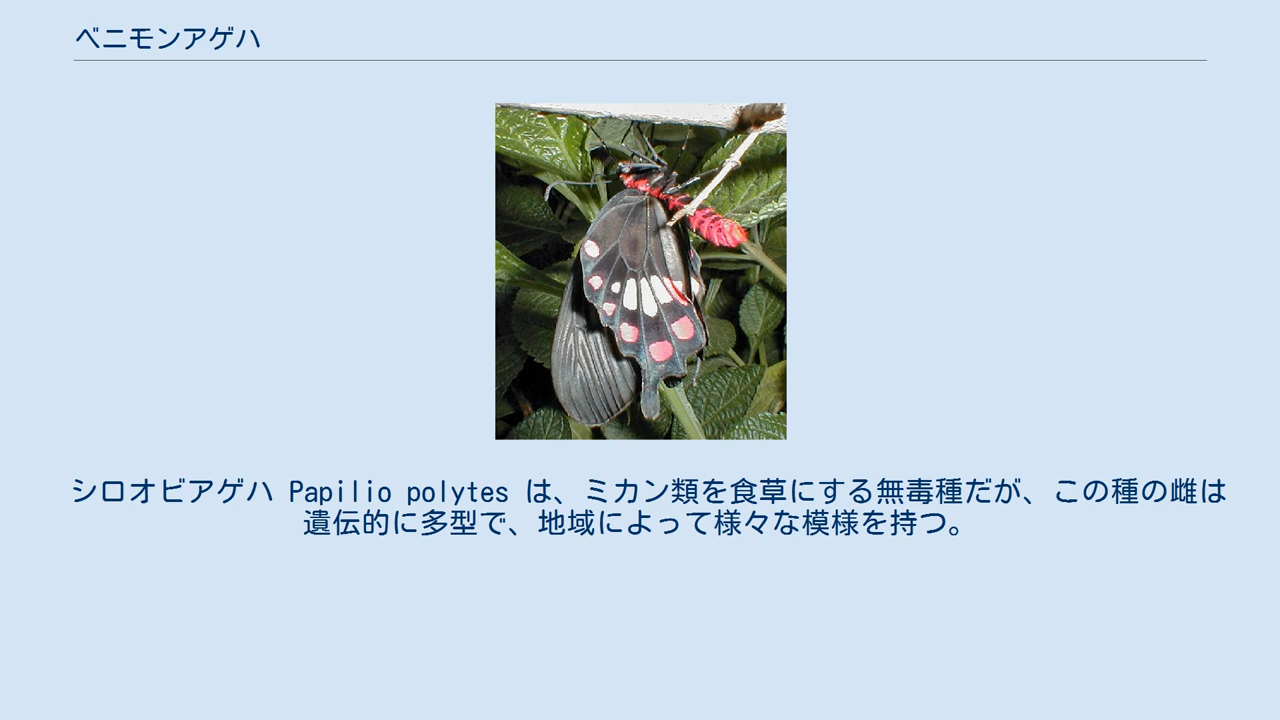 ベニモンアゲハ
シロオビアゲハ Papilio polytes は、ミカン類を食草にする無毒種だが、この種の雌は
遺伝的に多型で、地域によって様々な模様を持つ。